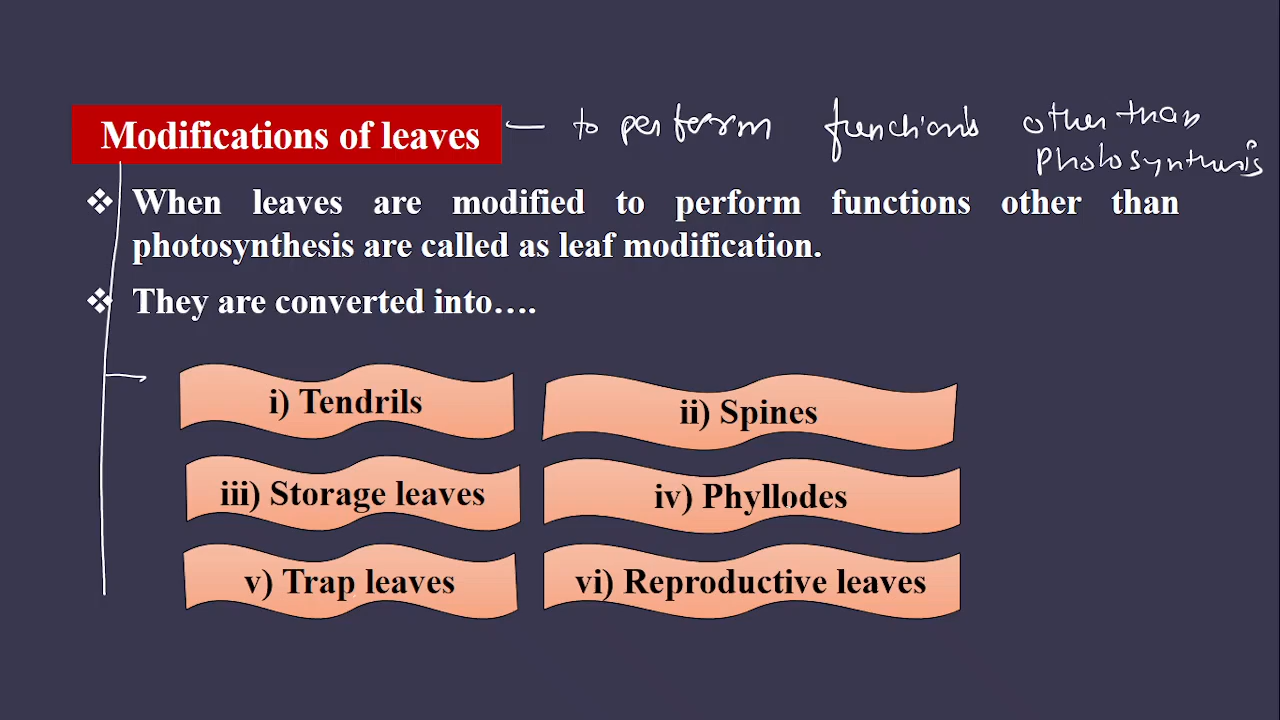 Modifications of leaves — to perform functions other than
photosynthesis
❖ When leaves are modified to perform functions other than
photosynthesis are called as leaf modification.
❖ They are converted into….
i) Tendrils
ii) Spines
iii) Storage leaves
iv) Phyllodes
v) Trap leaves
vi) Reproductive leaves